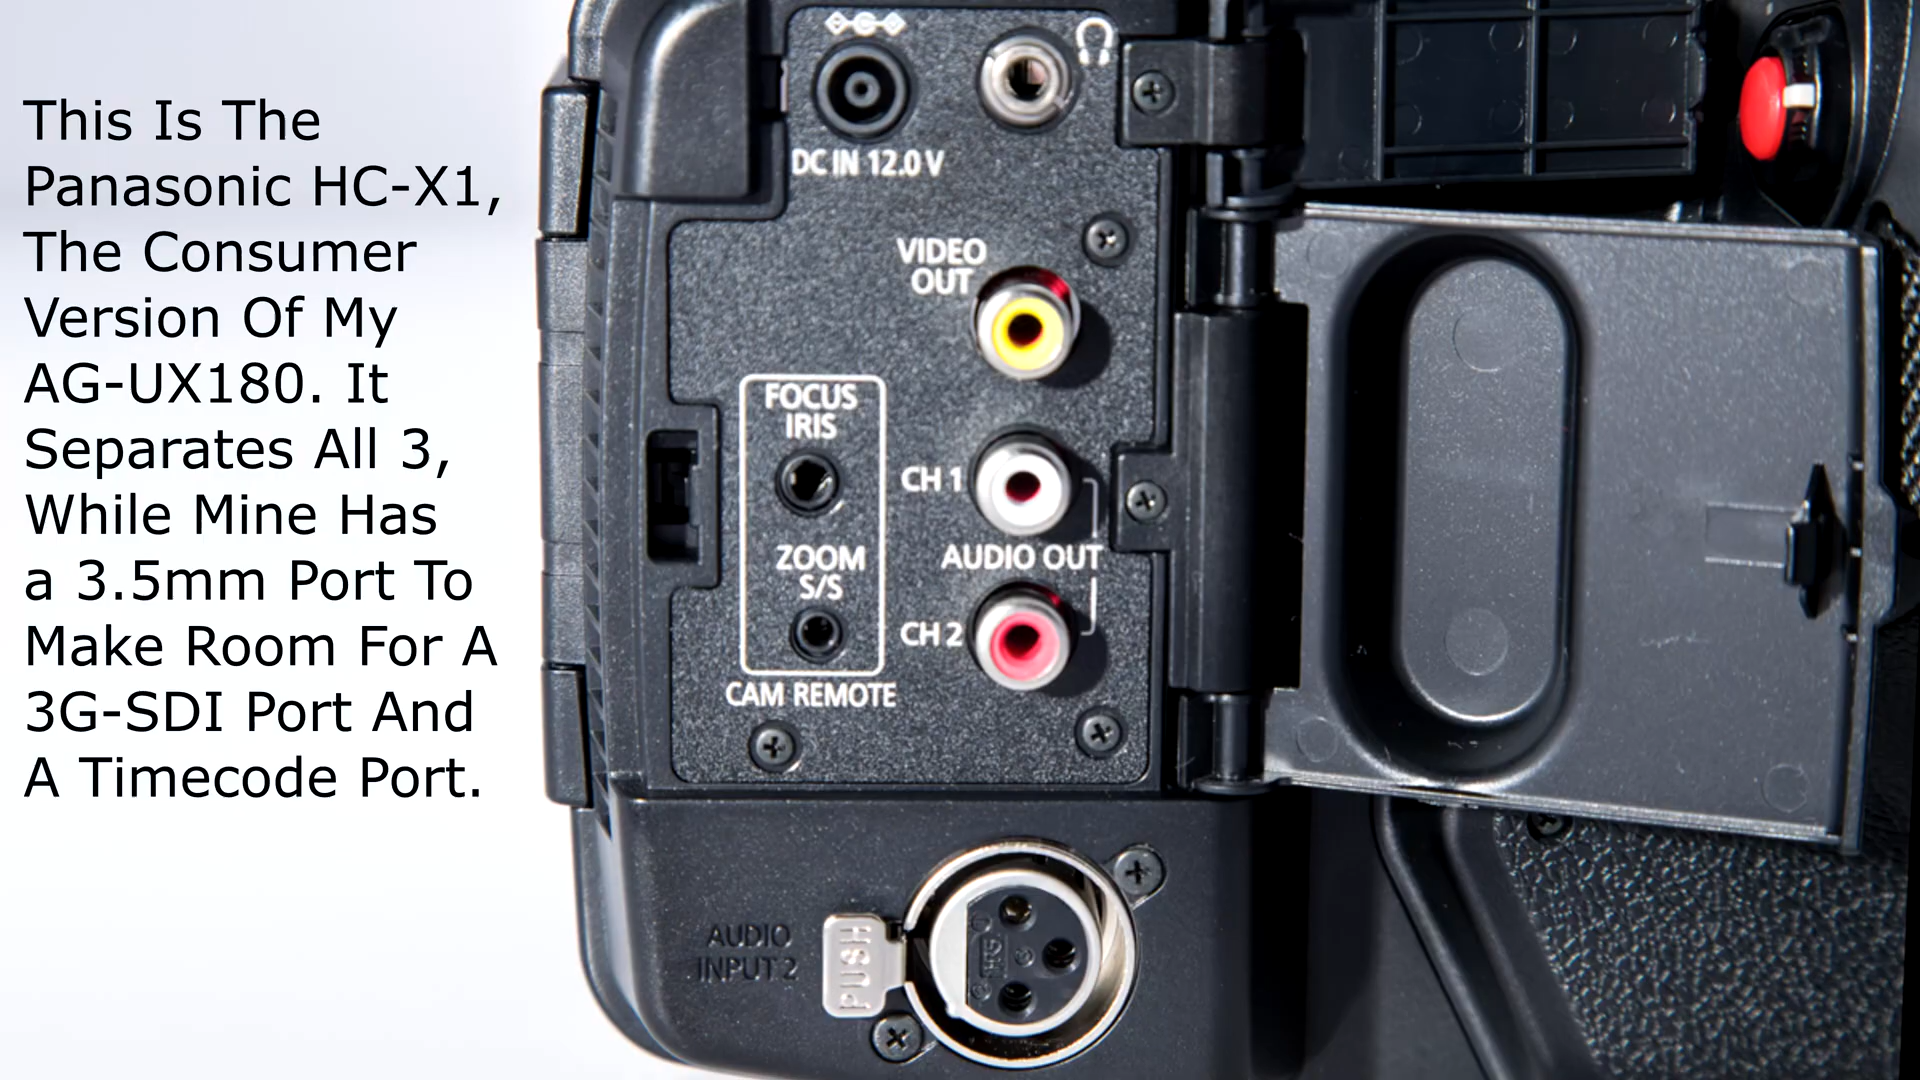 This Is The
Panasonic HC-X1,
The Consumer
Version Of My
AG-UX180. It
Separates All 3,
While Mine Has
a 3.5mm Port To
Make Room For A
3G-SDI Port And
A Timecode Port.
DC IN 12.0 V
VIDEO
OUT
FOCUS
IRIS
CH 1
ZOOM
S/S
AUDIO OUT
CH 2
CAM REMOTE
AUDIO
INPUT 2
PUSH